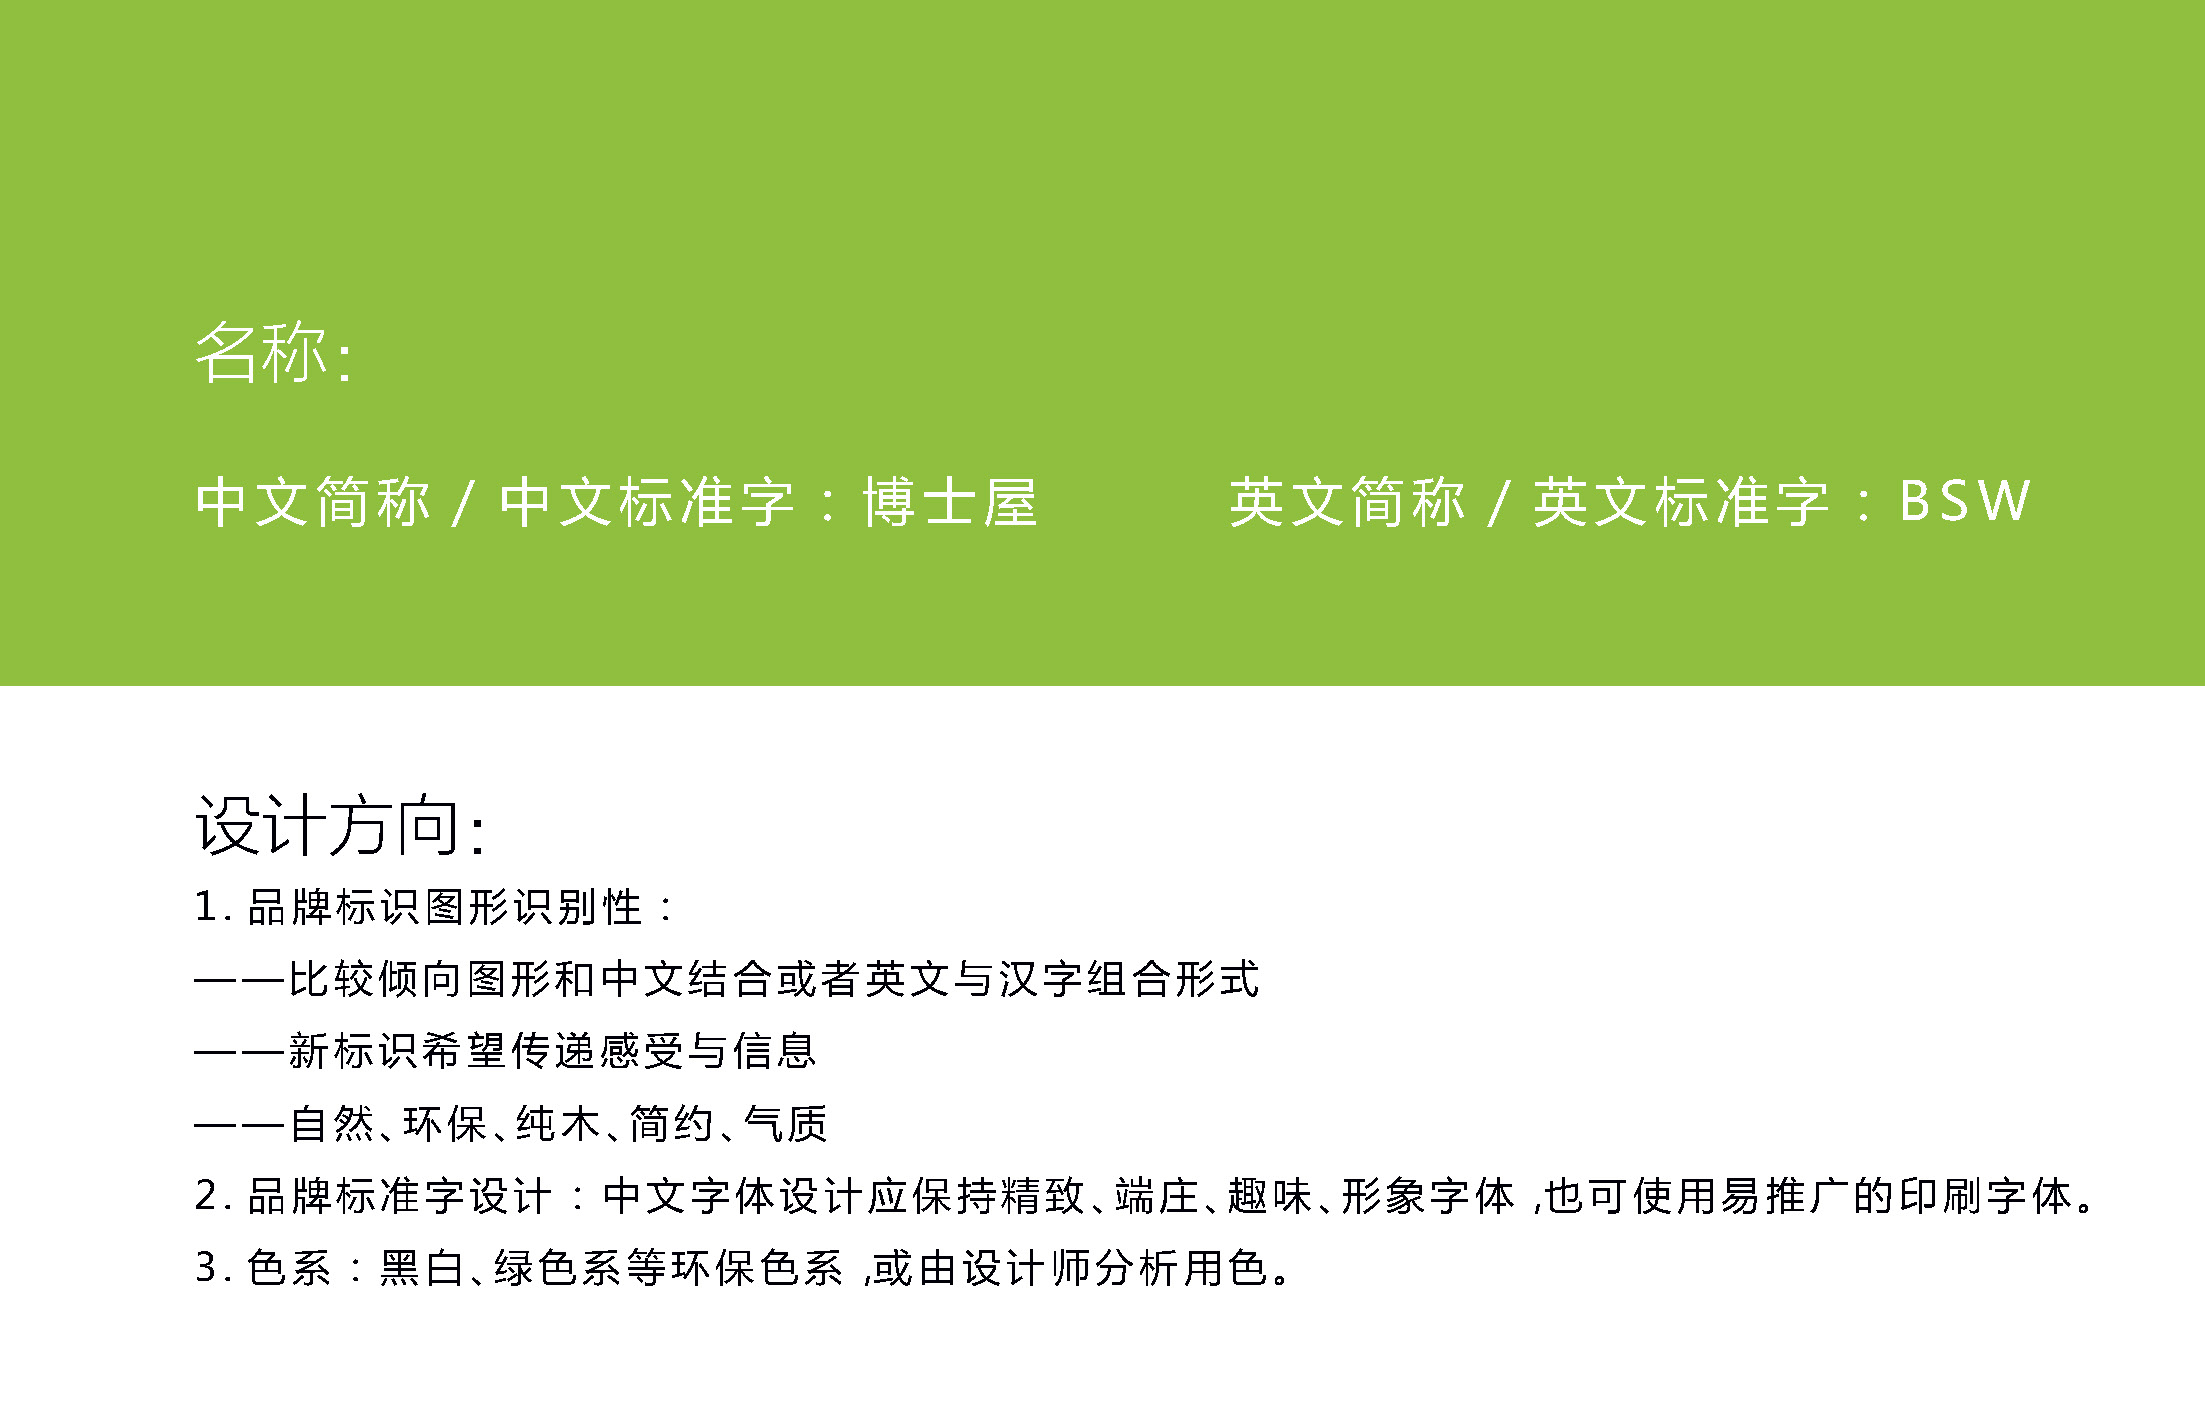 名称：
中文简称 / 中文标准字：博士屋 英文简称 / 英文标准字：BSW
设计方向：
1. 品牌标识图形识别性：
——比较倾向图形和中文结合或者英文与汉字组合形式
——新标识希望传递感受与信息
——自然、环保、纯木、简约、气质
2. 品牌标准字设计：中文字体设计应保持精致、端庄、趣味、形象字体，也可使用易推广的印刷字体。
3. 色系：黑白、绿色系等环保色系，或由设计师分析用色。